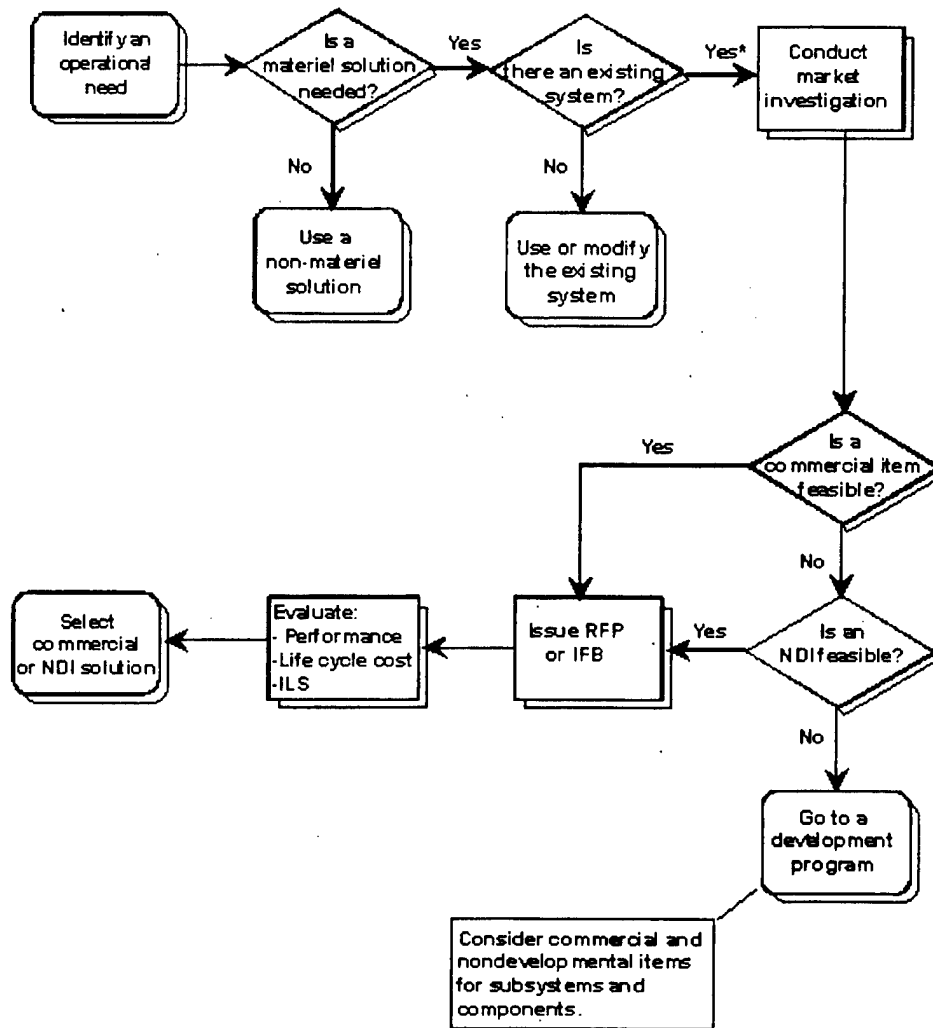 Identify an
operational
need
Is a
materiel solution
needed?
Yes
Is
there an existing
system?
Yes*
Conduct
market
investigation
No
Use a
non-materiel
solution
No
Use or modify
the existing
system
Is a
commercial item
feasible?
Yes
No
Select
commercial
or NDI solution
Evaluate:
- Performance
-Life cycle cost
-ILS
Issue RFP
or IFB
Yes
Is an
NDI feasible?
No
Go to a
development
program
Consider commercial and
nondevelopmental items
for subsystems and
components.